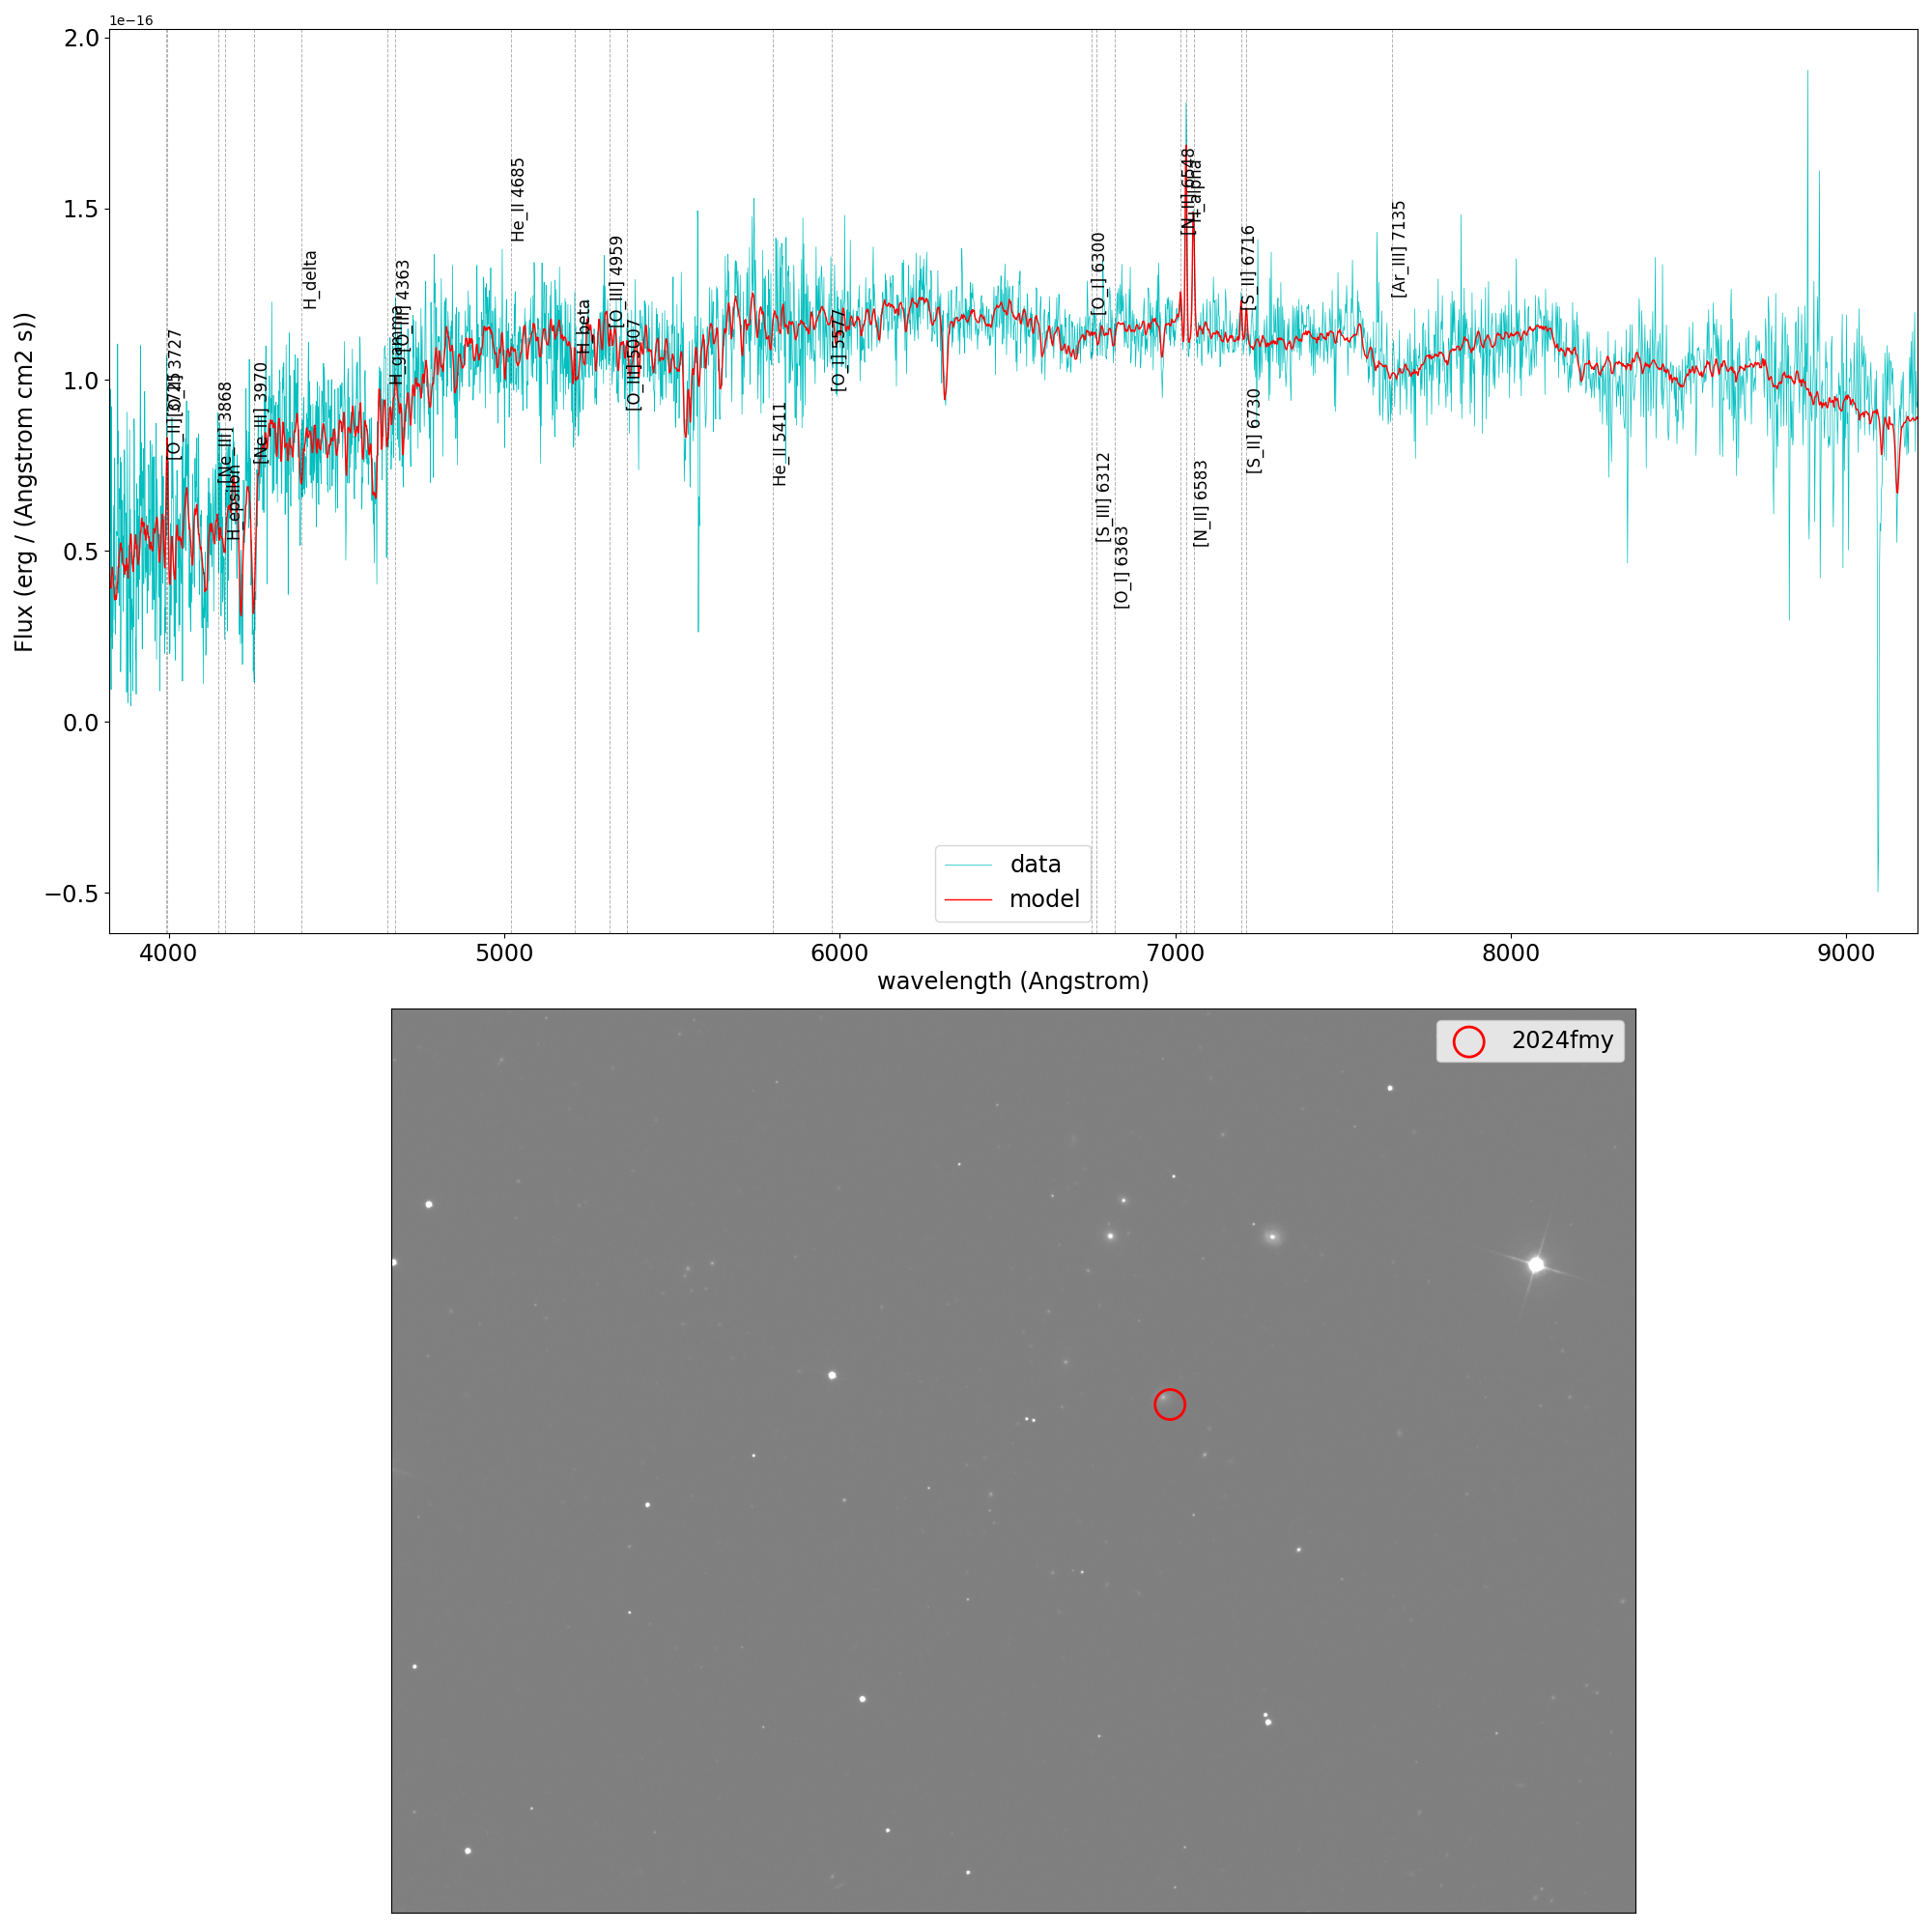 1e−16
2.0
1.5
1.0
0.5
0.0
−0.5
Flux (erg / (Angstrom cm2 s))
[O_II] 3725
[O_II] 3727
[Ne_III] 3868
H_epsilon
[Ne_III] 3970
H_delta
H_gamma
[O_III] 4363
He_II 4685
H_beta
[O_III] 4959
[O_III] 5007
He_II 5411
[O_I] 5577
[O_I] 6300
[S_III] 6312
[O_I] 6363
[N_II] 6548
H_alpha
[N_II] 6583
[S_II] 6716
[S_II] 6730
[Ar_III] 7135
data
model
4000 5000 6000 7000 8000 9000
wavelength (Angstrom)
2024fmy